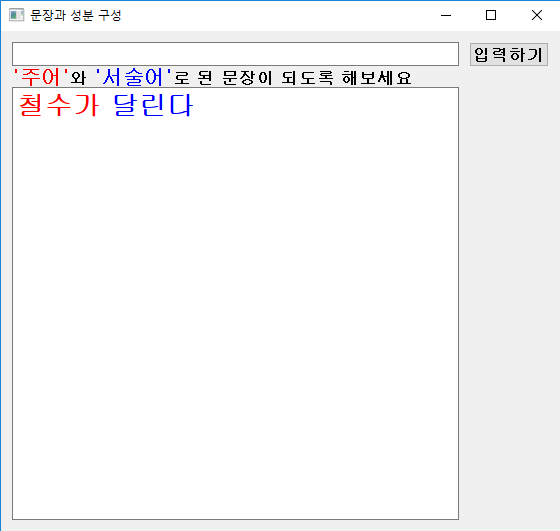 문장과 성분 구성
입력하기
'주어'와 '서술어'로 된 문장이 되도록 해보세요
철수가 달린다